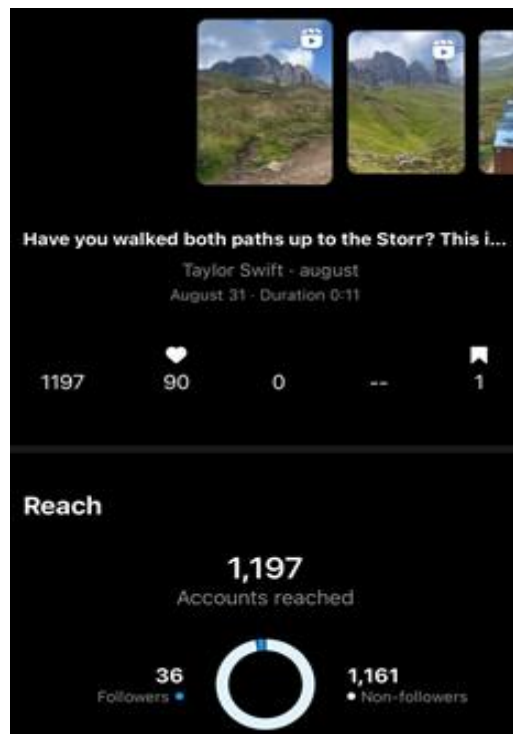 Have you walked both paths up to the Storr? This i...
Taylor Swift · august
August 31 · Duration 0:11
1197 90 0 -- 1
Reach
1,197
Accounts reached
36 1,161
Followers Non-followers